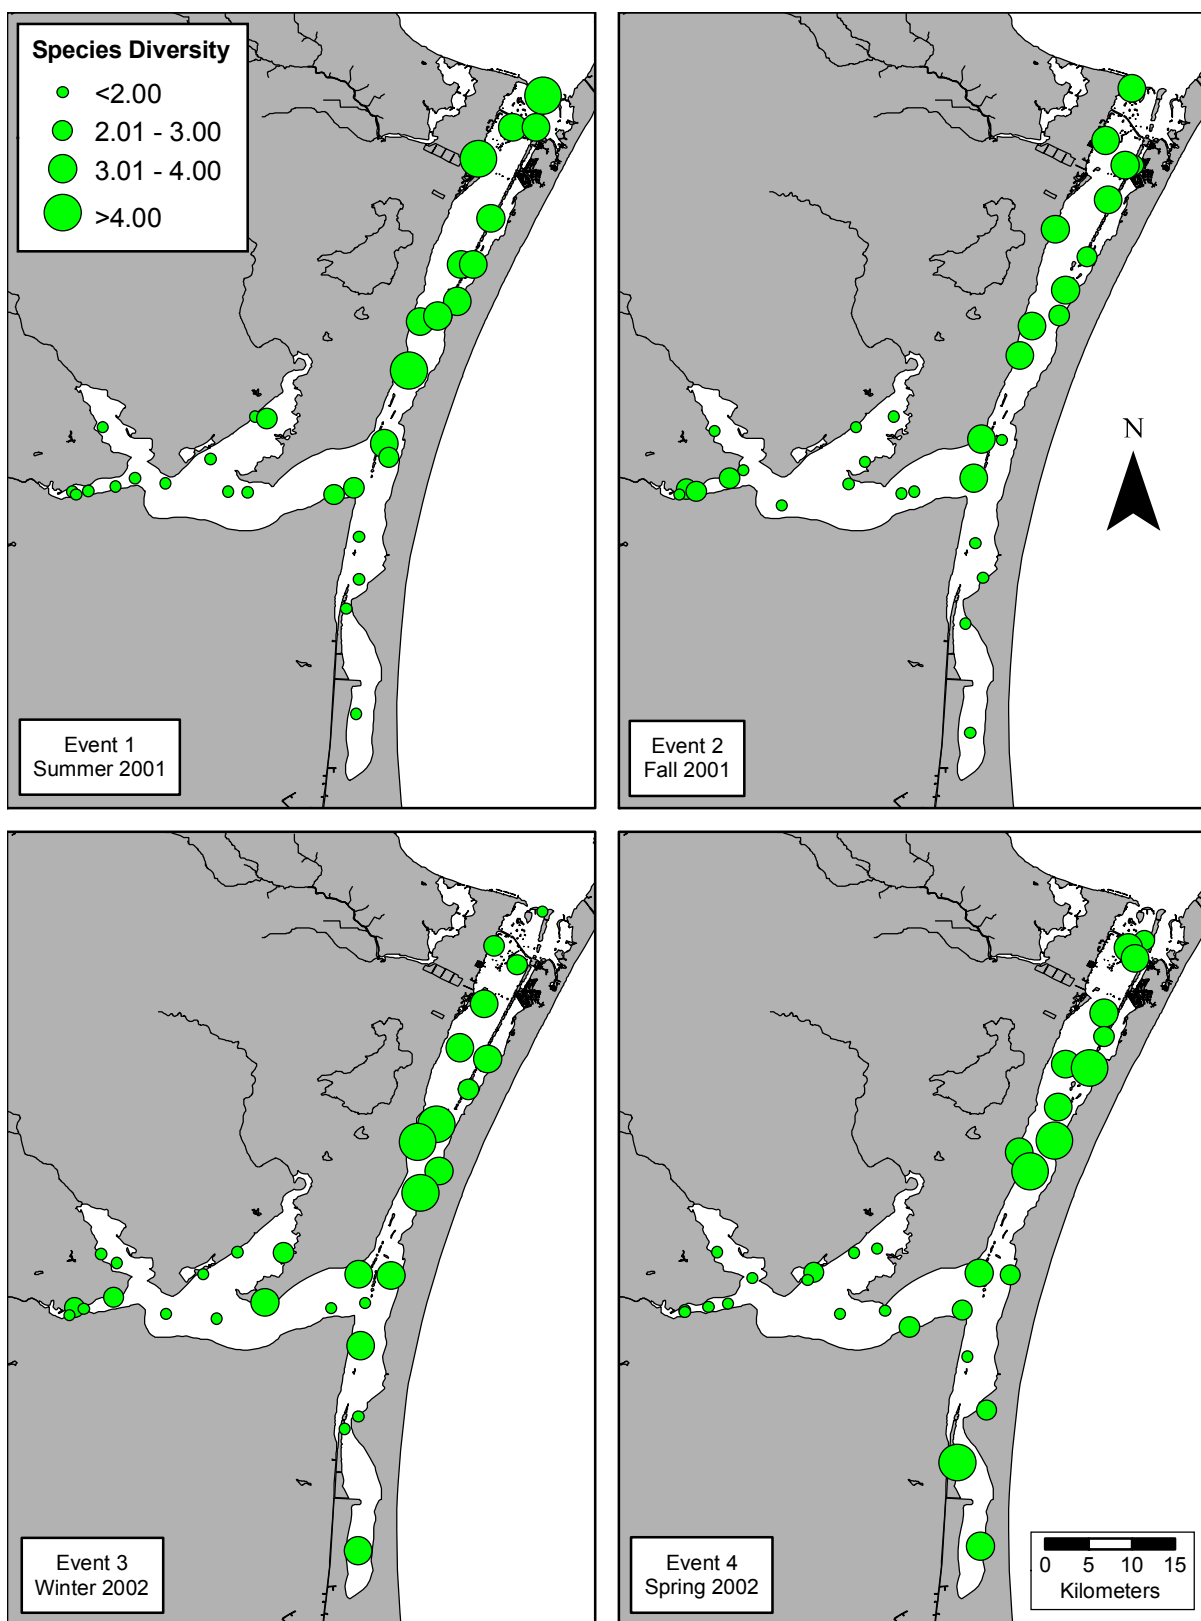 Species Diversity
<2.00
2.01 - 3.00
3.01 - 4.00
>4.00
Event 1
Summer 2001
N
Event 2
Fall 2001
Event 3
Winter 2002
Event 4
Spring 2002
0 5 10 15
Kilometers